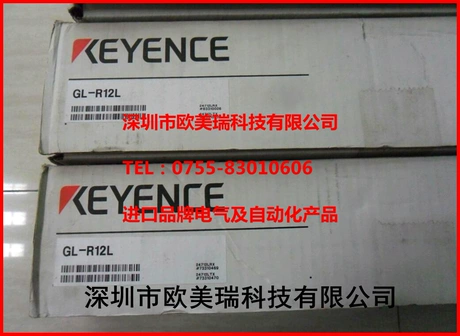 KEYENCE
GL-R12L
深圳市欧美瑞科技有限公司
TEL：0755-83010606
KEYENCE
进口品牌电气及自动化产品
GL-R12L
深圳市欧美瑞科技有限公司